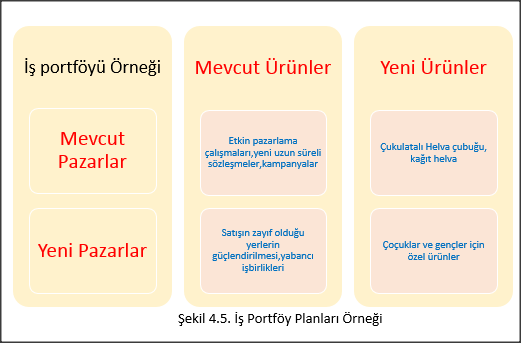 İş portföyü Örneği
Mevcut Ürünler
Yeni Ürünler
Mevcut
Pazarlar
Etkin pazarlama
çalışmaları,yeni uzun süreli
sözleşmeler,kampanyalar
Çukulatalı Helva çubuğu,
kağıt helva
Yeni Pazarlar
Satışın zayıf olduğu
yerlerin
güçlendirilmesi,yabancı
işbirlikleri
Çoçuklar ve gençler için
özel ürünler
Şekil 4.5. İş Portföy Planları Örneği